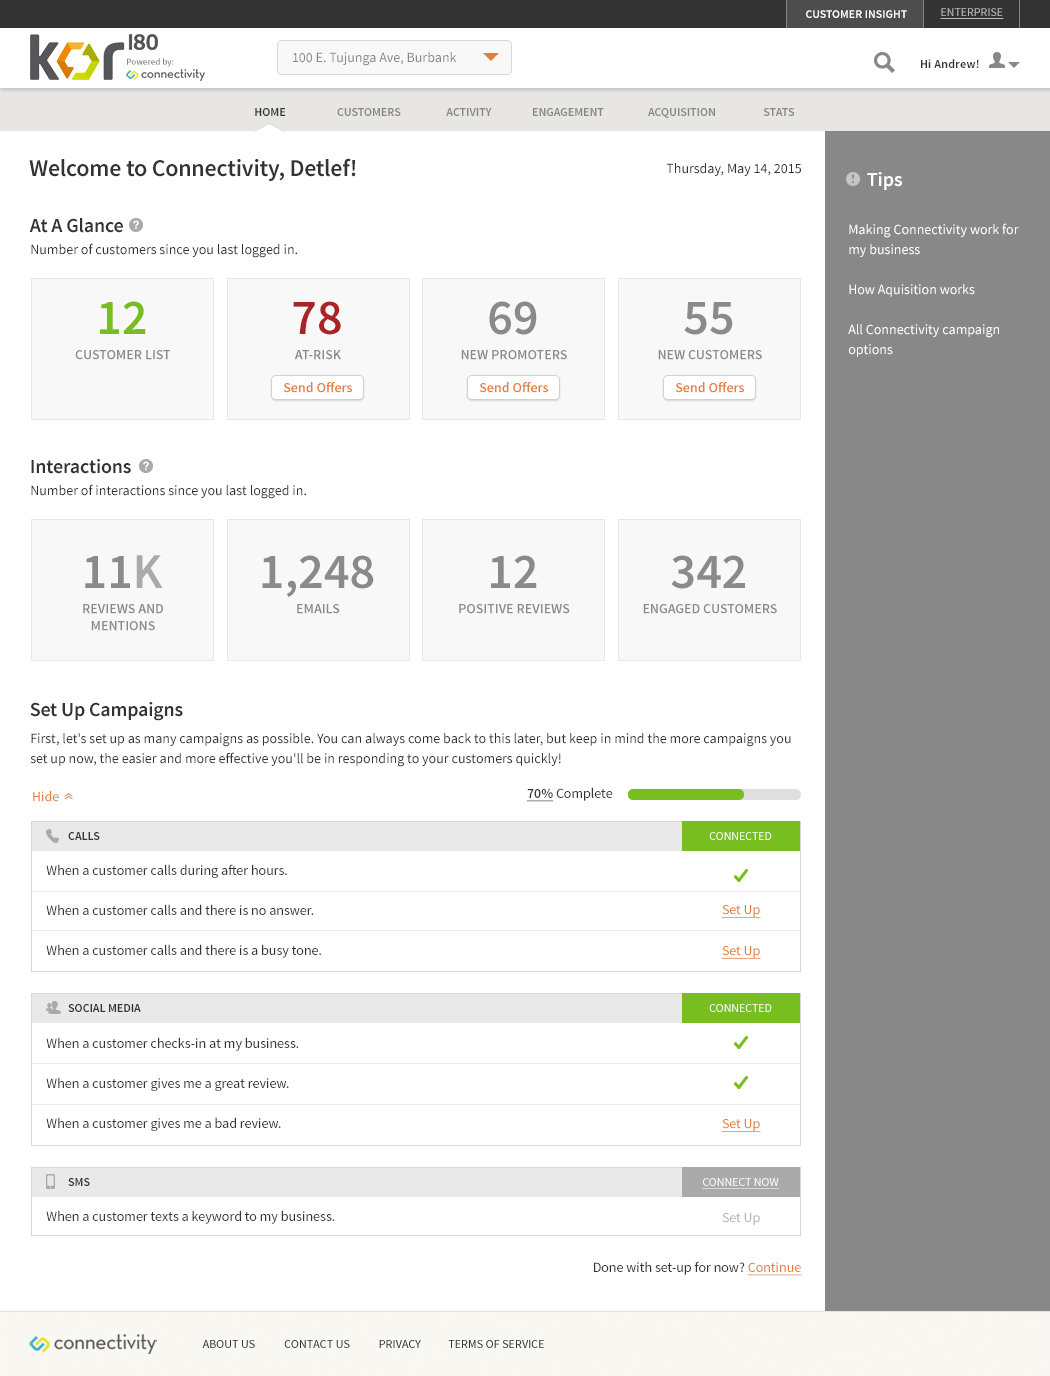 CUSTOMER INSIGHT
ENTERPRISE
kor180
Powered by:
connectivity
100 E. Tujunga Ave, Burbank
Hi Andrew!
HOME
CUSTOMERS
ACTIVITY
ENGAGEMENT
ACQUISITION
STATS
Welcome to Connectivity, Detlef!
Thursday, May 14, 2015
At A Glance ?
Number of customers since you last logged in.
12
CUSTOMER LIST
78
AT-RISK
Send Offers
69
NEW PROMOTERS
Send Offers
55
NEW CUSTOMERS
Send Offers
Interactions ?
Number of interactions since you last logged in.
11K
REVIEWS AND
MENTIONS
1,248
EMAILS
12
POSITIVE REVIEWS
342
ENGAGED CUSTOMERS
Set Up Campaigns
First, let's set up as many campaigns as possible. You can always come back to this later, but keep in mind the more campaigns you
set up now, the easier and more effective you'll be in responding to your customers quickly!
Hide
70% Complete
CALLS
CONNECTED
When a customer calls during after hours.
When a customer calls and there is no answer.
Set Up
When a customer calls and there is a busy tone.
Set Up
SOCIAL MEDIA
CONNECTED
When a customer checks-in at my business.
When a customer gives me a great review.
When a customer gives me a bad review.
Set Up
SMS
CONNECT NOW
When a customer texts a keyword to my business.
Set Up
Done with set-up for now? Continue
! Tips
Making Connectivity work for
my business
How Aquisition works
All Connectivity campaign
options
connectivity
ABOUT US
CONTACT US
PRIVACY
TERMS OF SERVICE